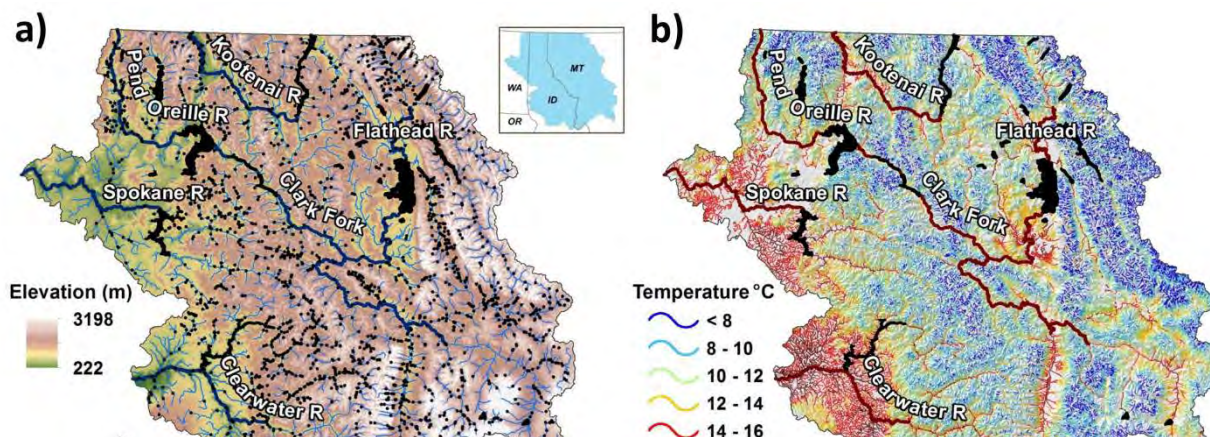 a)
Pend
Oreille R
Kootenai R
Flathead R
Clark Fork
Spokane R
Clearwater R
WA
OR
ID
MT
Elevation (m)
3198
222
b)
Pend
Oreille R
Kootenai R
Flathead R
Clark Fork
Spokane R
Clearwater R
Temperature °C
< 8
8 - 10
10 - 12
12 - 14
14 - 16